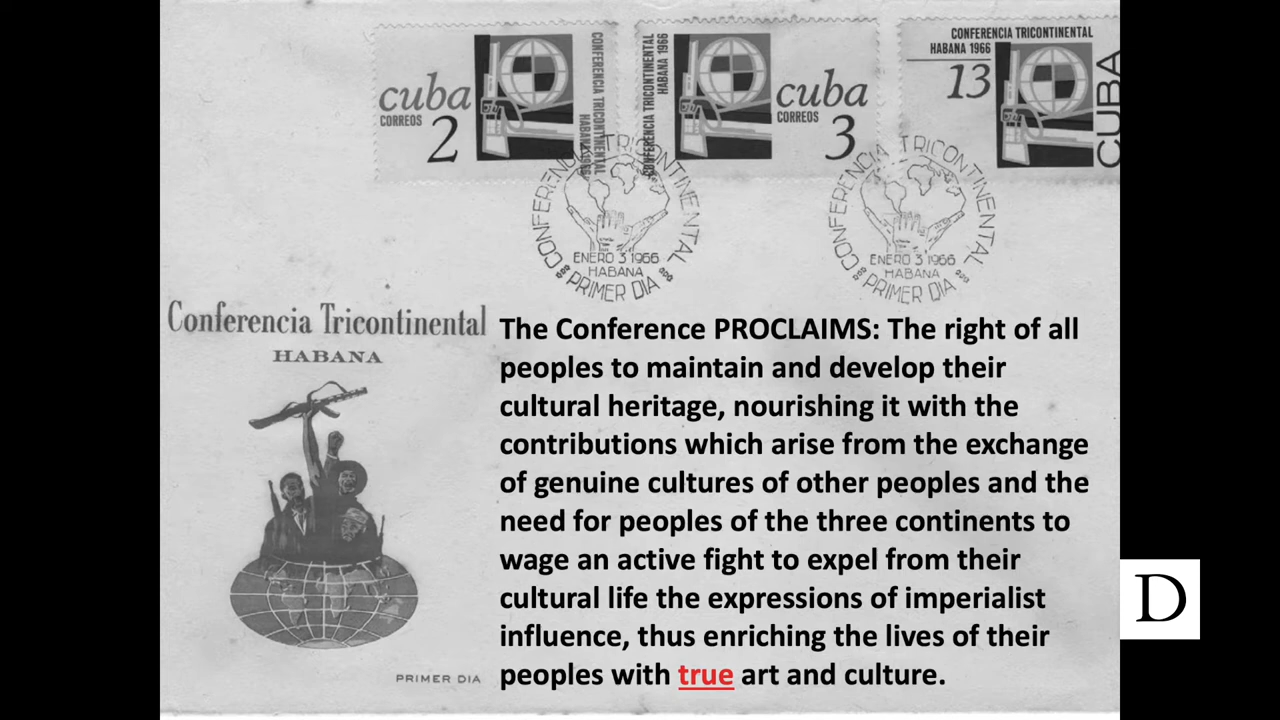 cuba
CORREOS
2
CONFERENCIA TRICONTINENTAL
HABANA 1966
CONFERENCIA TRICONTINENTAL
HABANA 1966
cuba
CORREOS
3
CONFERENCIA TRICONTINENTAL
HABANA 1966
13
CUBA
CONFERENCIA TRICONTINENTAL
ENERO 3 1966
HABANA
PRIMER DIA
CONFERENCIA TRICONTINENTAL
ENERO 3 1966
HABANA
PRIMER DIA
Conferencia Tricontinental
HABANA
PRIMER DIA
The Conference PROCLAIMS: The right of all
peoples to maintain and develop their
cultural heritage, nourishing it with the
contributions which arise from the exchange
of genuine cultures of other peoples and the
need for peoples of the three continents to
wage an active fight to expel from their
cultural life the expressions of imperialist
influence, thus enriching the lives of their
peoples with true art and culture.
D